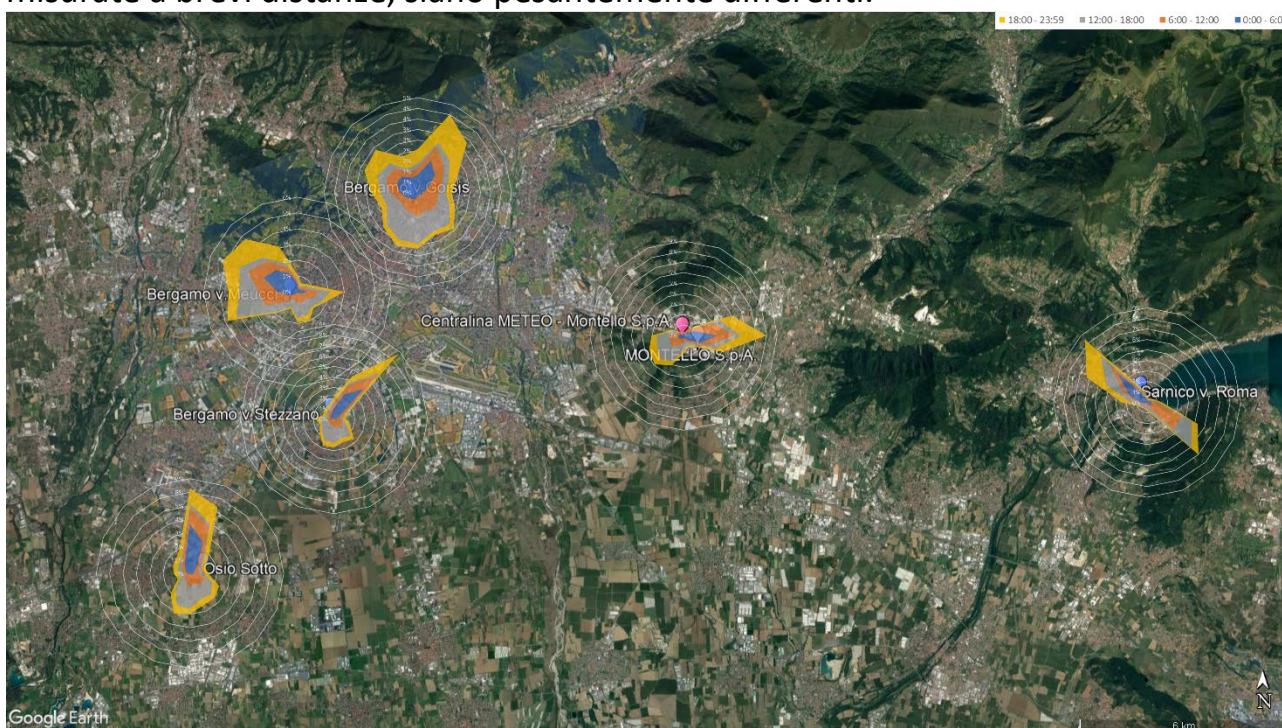 misurate a brevi distanze, siano pesantemente differenti.
18:00 - 23:59 12:00 - 18:00 6:00 - 12:00 0:00 - 6:0
Bergamo v. Goisis
Bergamo v. Meucci
Centralina METEO - Montello S.p.A.
MONTELLO S.p.A.
Bergamo v. Stezzano
Sarnico v. Roma
Osio Sotto
N
Google Earth
6 km